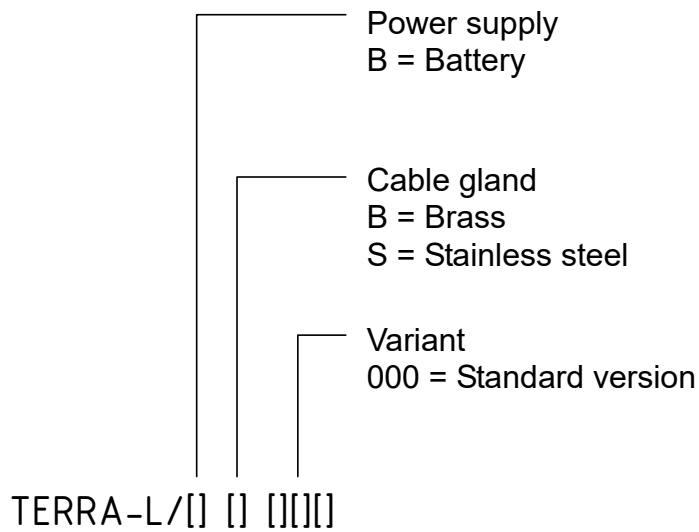 Power supply
B = Battery
Cable gland
B = Brass
S = Stainless steel
Variant
000 = Standard version
TERRA-L/[] [] [][][]